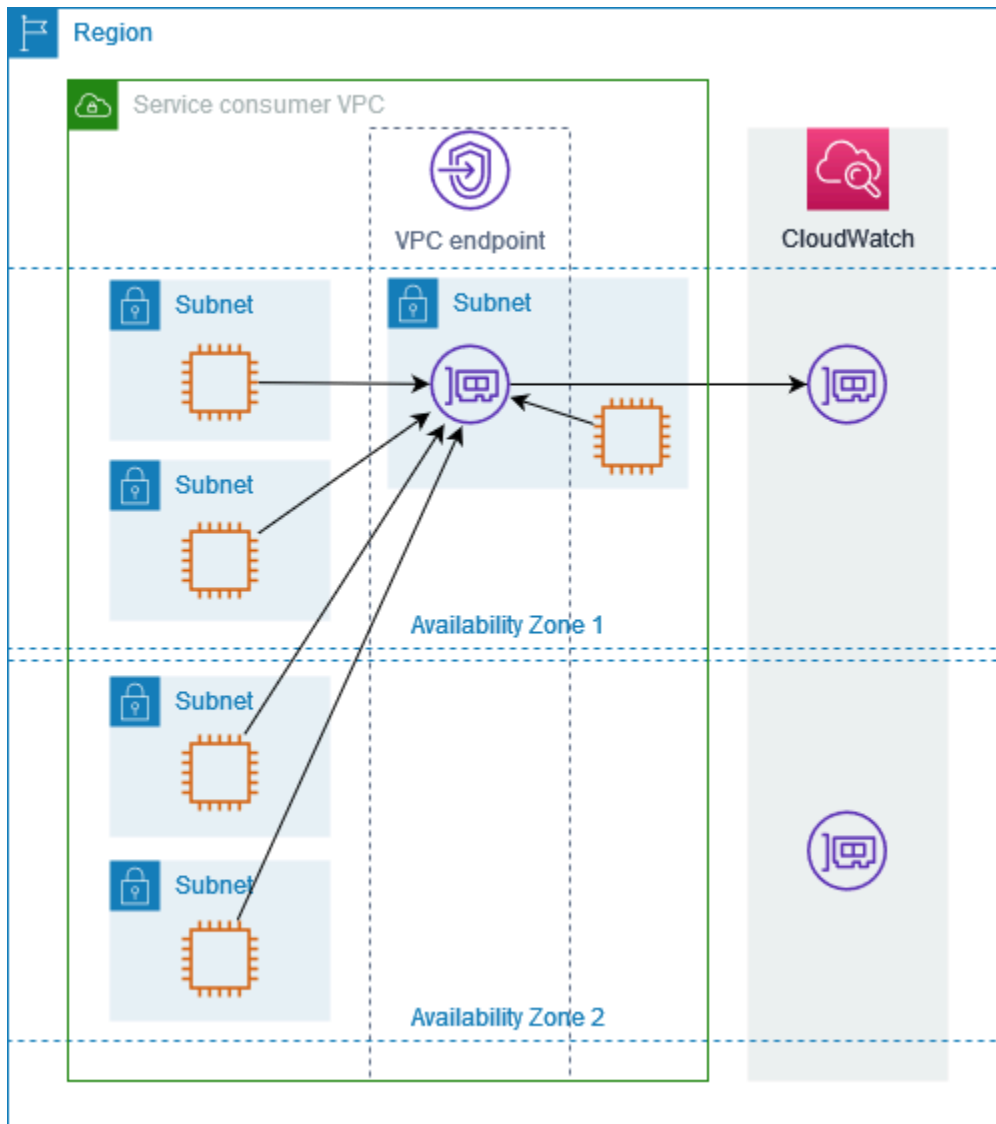 Region
Service consumer VPC
VPC endpoint
CloudWatch
Subnet
Subnet
Subnet
Availability Zone 1
Subnet
Subnet
Availability Zone 2